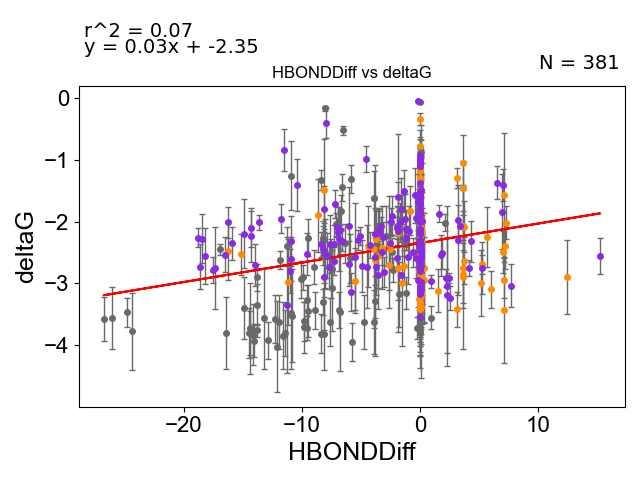 r^2 = 0.07
y = 0.03x + -2.35
N = 381
HBONDDiff vs deltaG
deltaG
0
−1
−2
−3
−4
−20
−10
0
10
HBONDDiff